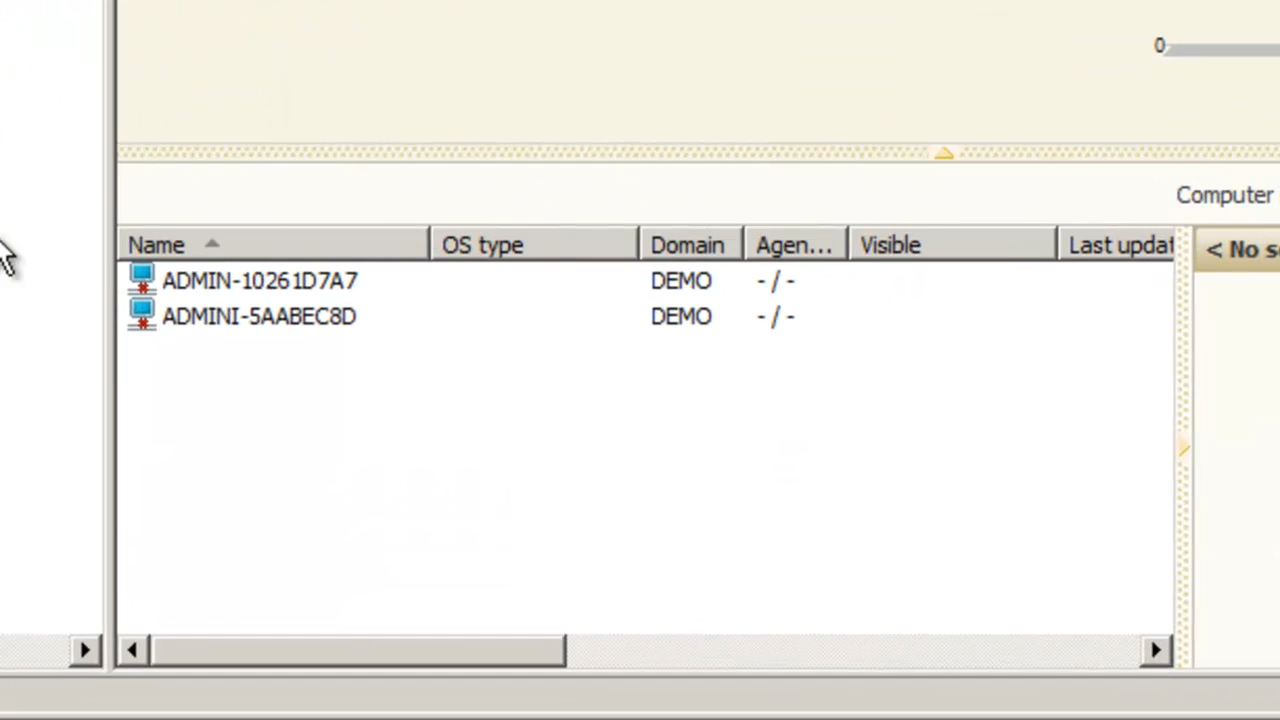 0
Computer
Name OS type Domain Agen... Visible Last updat
< No s
ADMIN-10261D7A7 DEMO - / -
ADMINI-5AABEC8D DEMO - / -